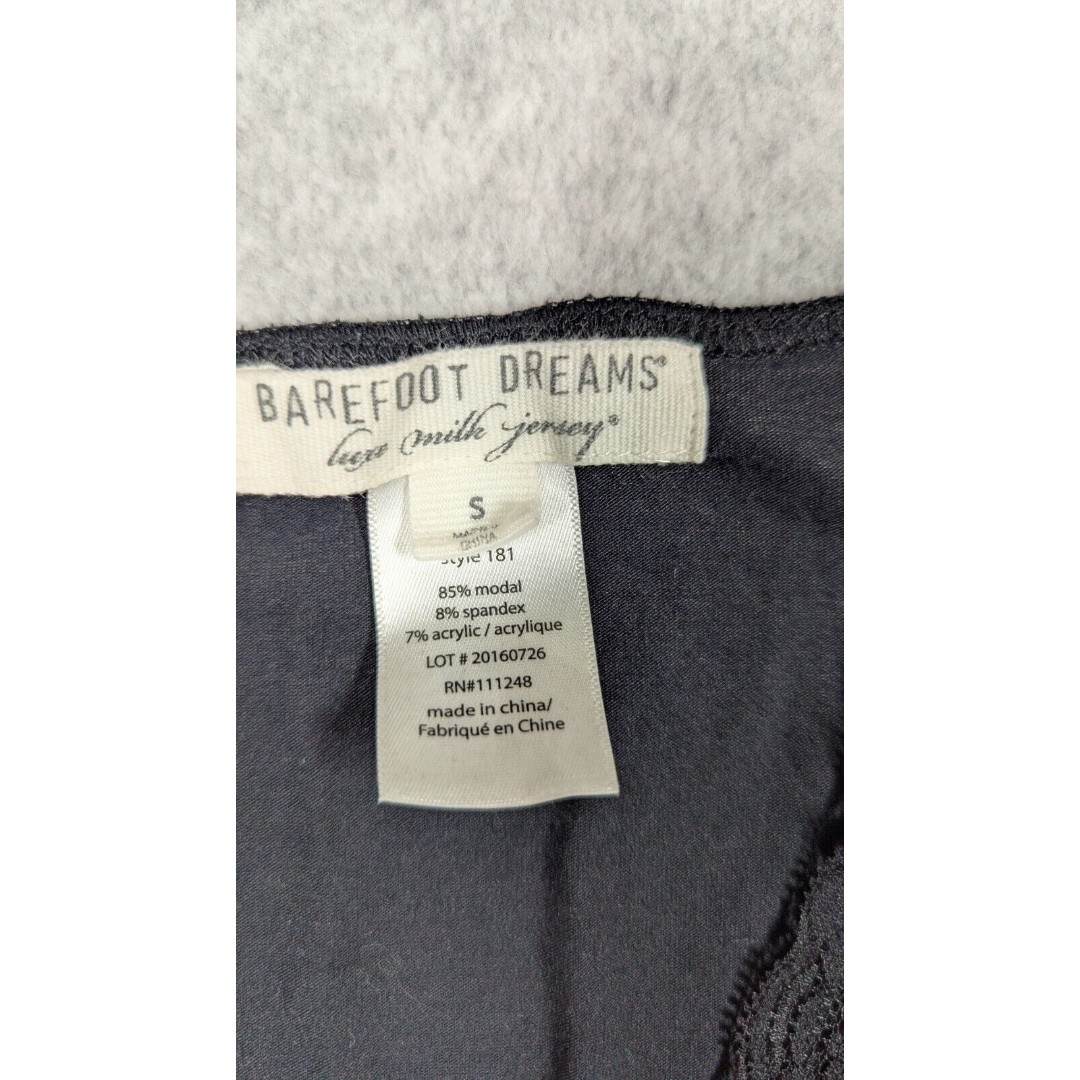 BAREFOOT DREAMS®
luxe milk jersey®
S
CHINA
style 181
85% modal
8% spandex
7% acrylic / acrylique
LOT # 20160726
RN#111248
made in china/
Fabriqué en Chine